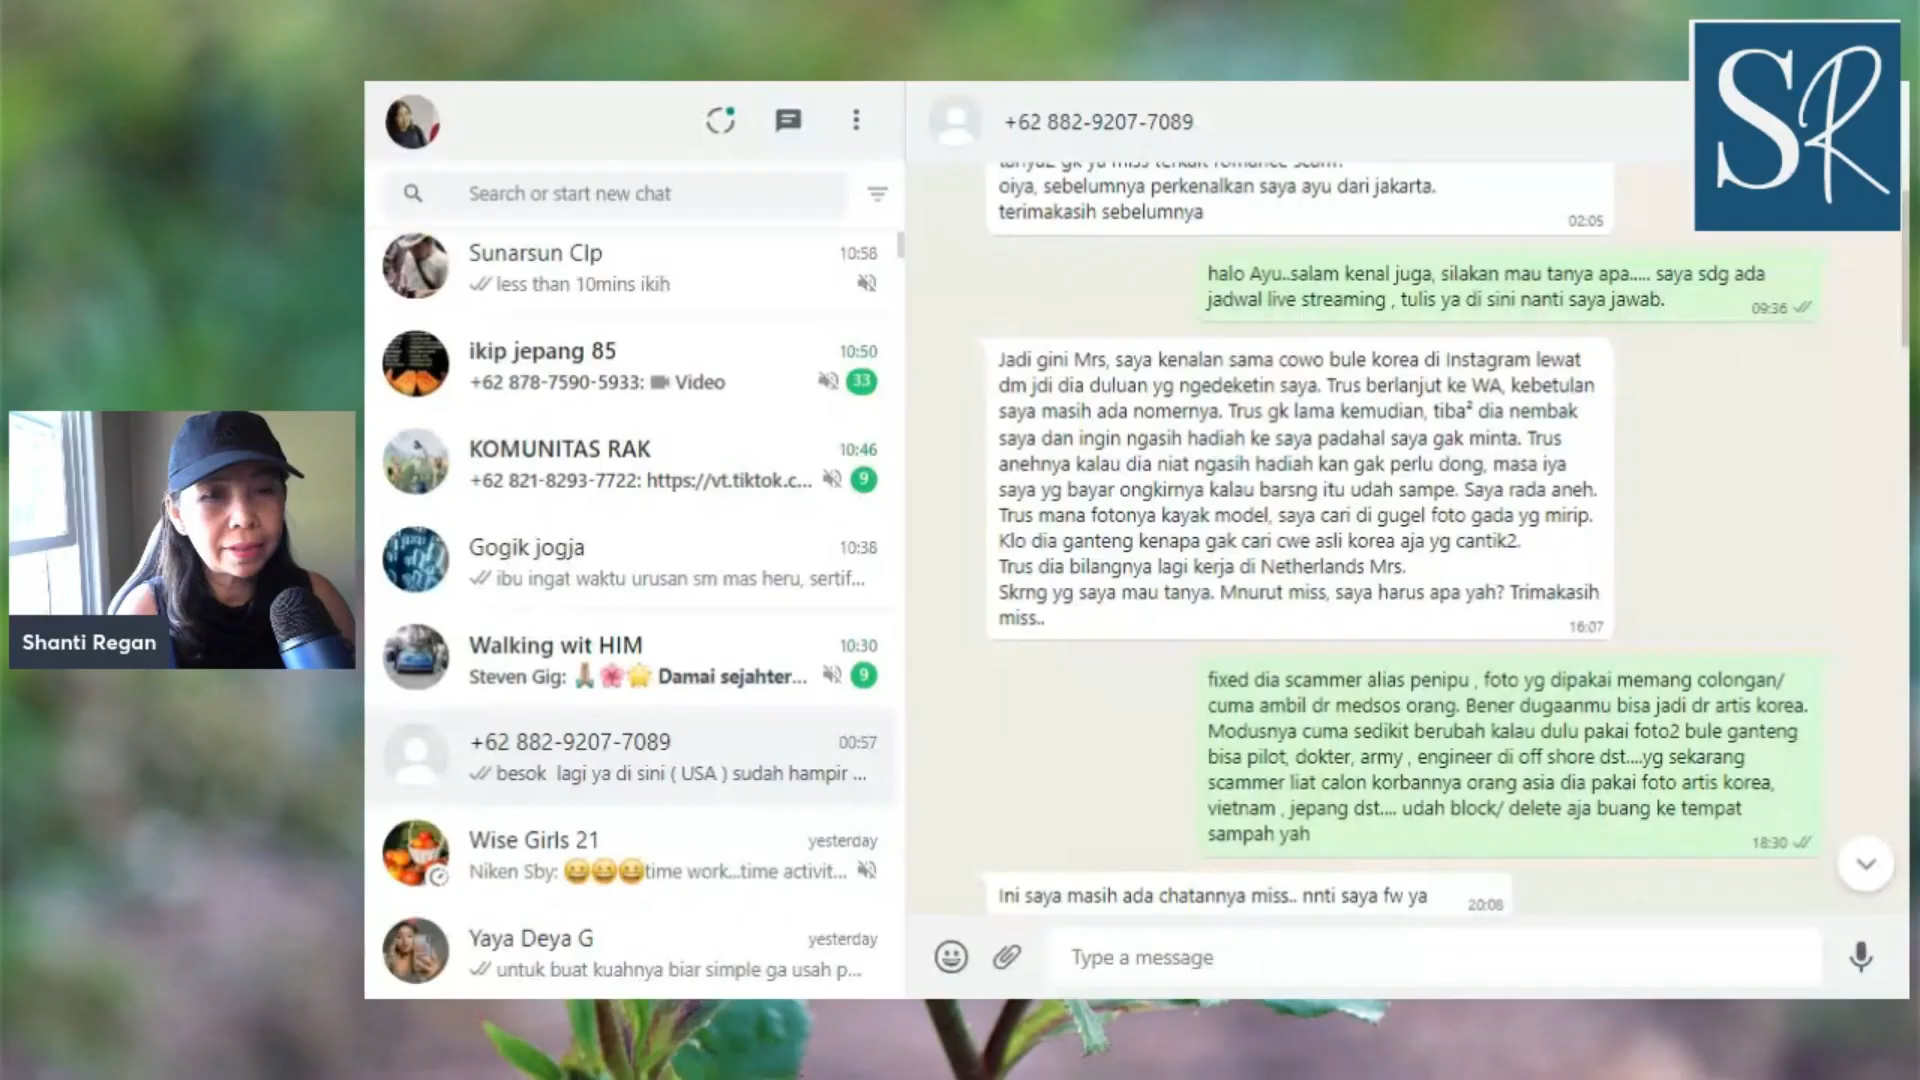 SR
+62 882-9207-7089
Search or start new chat
Sunarsun Clp
10:58
less than 10mins ikih
ikip jepang 85
10:50
+62 878-7590-5933: Video
33
KOMUNITAS RAK
10:46
+62 821-8293-7722: https://vt.tiktok.c...
9
Gogik jogja
10:38
ibu ingat waktu urusan sm mas heru, sertif...
Walking wit HIM
10:30
Steven Gig: 🙏🏽🌸🌟 Damai sejahter...
9
+62 882-9207-7089
00:57
besok lagi ya di sini ( USA ) sudah hampir ...
Wise Girls 21
yesterday
Niken Sby: 😀😀😀time work...time activit...
Yaya Deya G
yesterday
untuk buat kuahnya biar simple ga usah p...
Shanti Regan
tanya2 gk ya miss terkait romance scam?
oiya, sebelumnya perkenalkan saya ayu dari jakarta.
terimakasih sebelumnya
02:05
halo Ayu..salam kenal juga, silakan mau tanya apa..... saya sdg ada
jadwal live streaming , tulis ya di sini nanti saya jawab.
09:36
Jadi gini Mrs, saya kenalan sama cowo bule korea di Instagram lewat
dm jdi dia duluan yg ngedeketin saya. Trus berlanjut ke WA, kebetulan
saya masih ada nomernya. Trus gk lama kemudian, tiba² dia nembak
saya dan ingin ngasih hadiah ke saya padahal saya gak minta. Trus
anehnya kalau dia niat ngasih hadiah kan gak perlu dong, masa iya
saya yg bayar ongkirnya kalau barsng itu udah sampe. Saya rada aneh.
Trus mana fotonya kayak model, saya cari di gugel foto gada yg mirip.
Klo dia ganteng kenapa gak cari cwe asli korea aja yg cantik2.
Trus dia bilangnya lagi kerja di Netherlands Mrs.
Skrng yg saya mau tanya. Mnurut miss, saya harus apa yah? Trimakasih
miss..
16:07
fixed dia scammer alias penipu , foto yg dipakai memang colongan/
cuma ambil dr medsos orang. Bener dugaanmu bisa jadi dr artis korea.
Modusnya cuma sedikit berubah kalau dulu pakai foto2 bule ganteng
bisa pilot, dokter, army , engineer di off shore dst....yg sekarang
scammer liat calon korbannya orang asia dia pakai foto artis korea,
vietnam , jepang dst.... udah block/ delete aja buang ke tempat
sampah yah
18:30
Ini saya masih ada chatannya miss.. nnti saya fw ya
20:08
Type a message